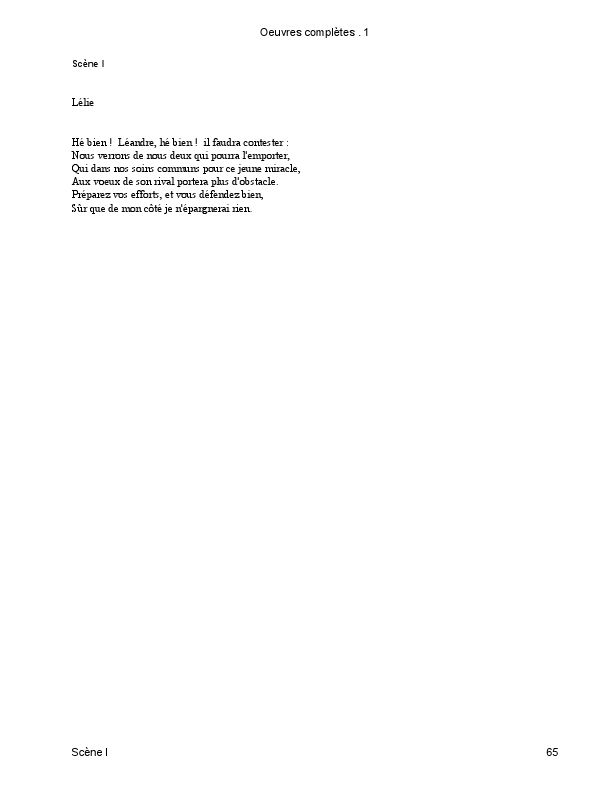 Oeuvres complètes . 1
Scène I
Lélie
Hé bien ! Léandre, hé bien ! il faudra contester :
Nous verrons de nous deux qui pourra l'emporter,
Qui dans nos soins communs pour ce jeune miracle,
Aux voeux de son rival portera plus d'obstacle.
Préparez vos efforts, et vous défendez bien,
Sûr que de mon côté je n'épargnerai rien.
Scène I 65